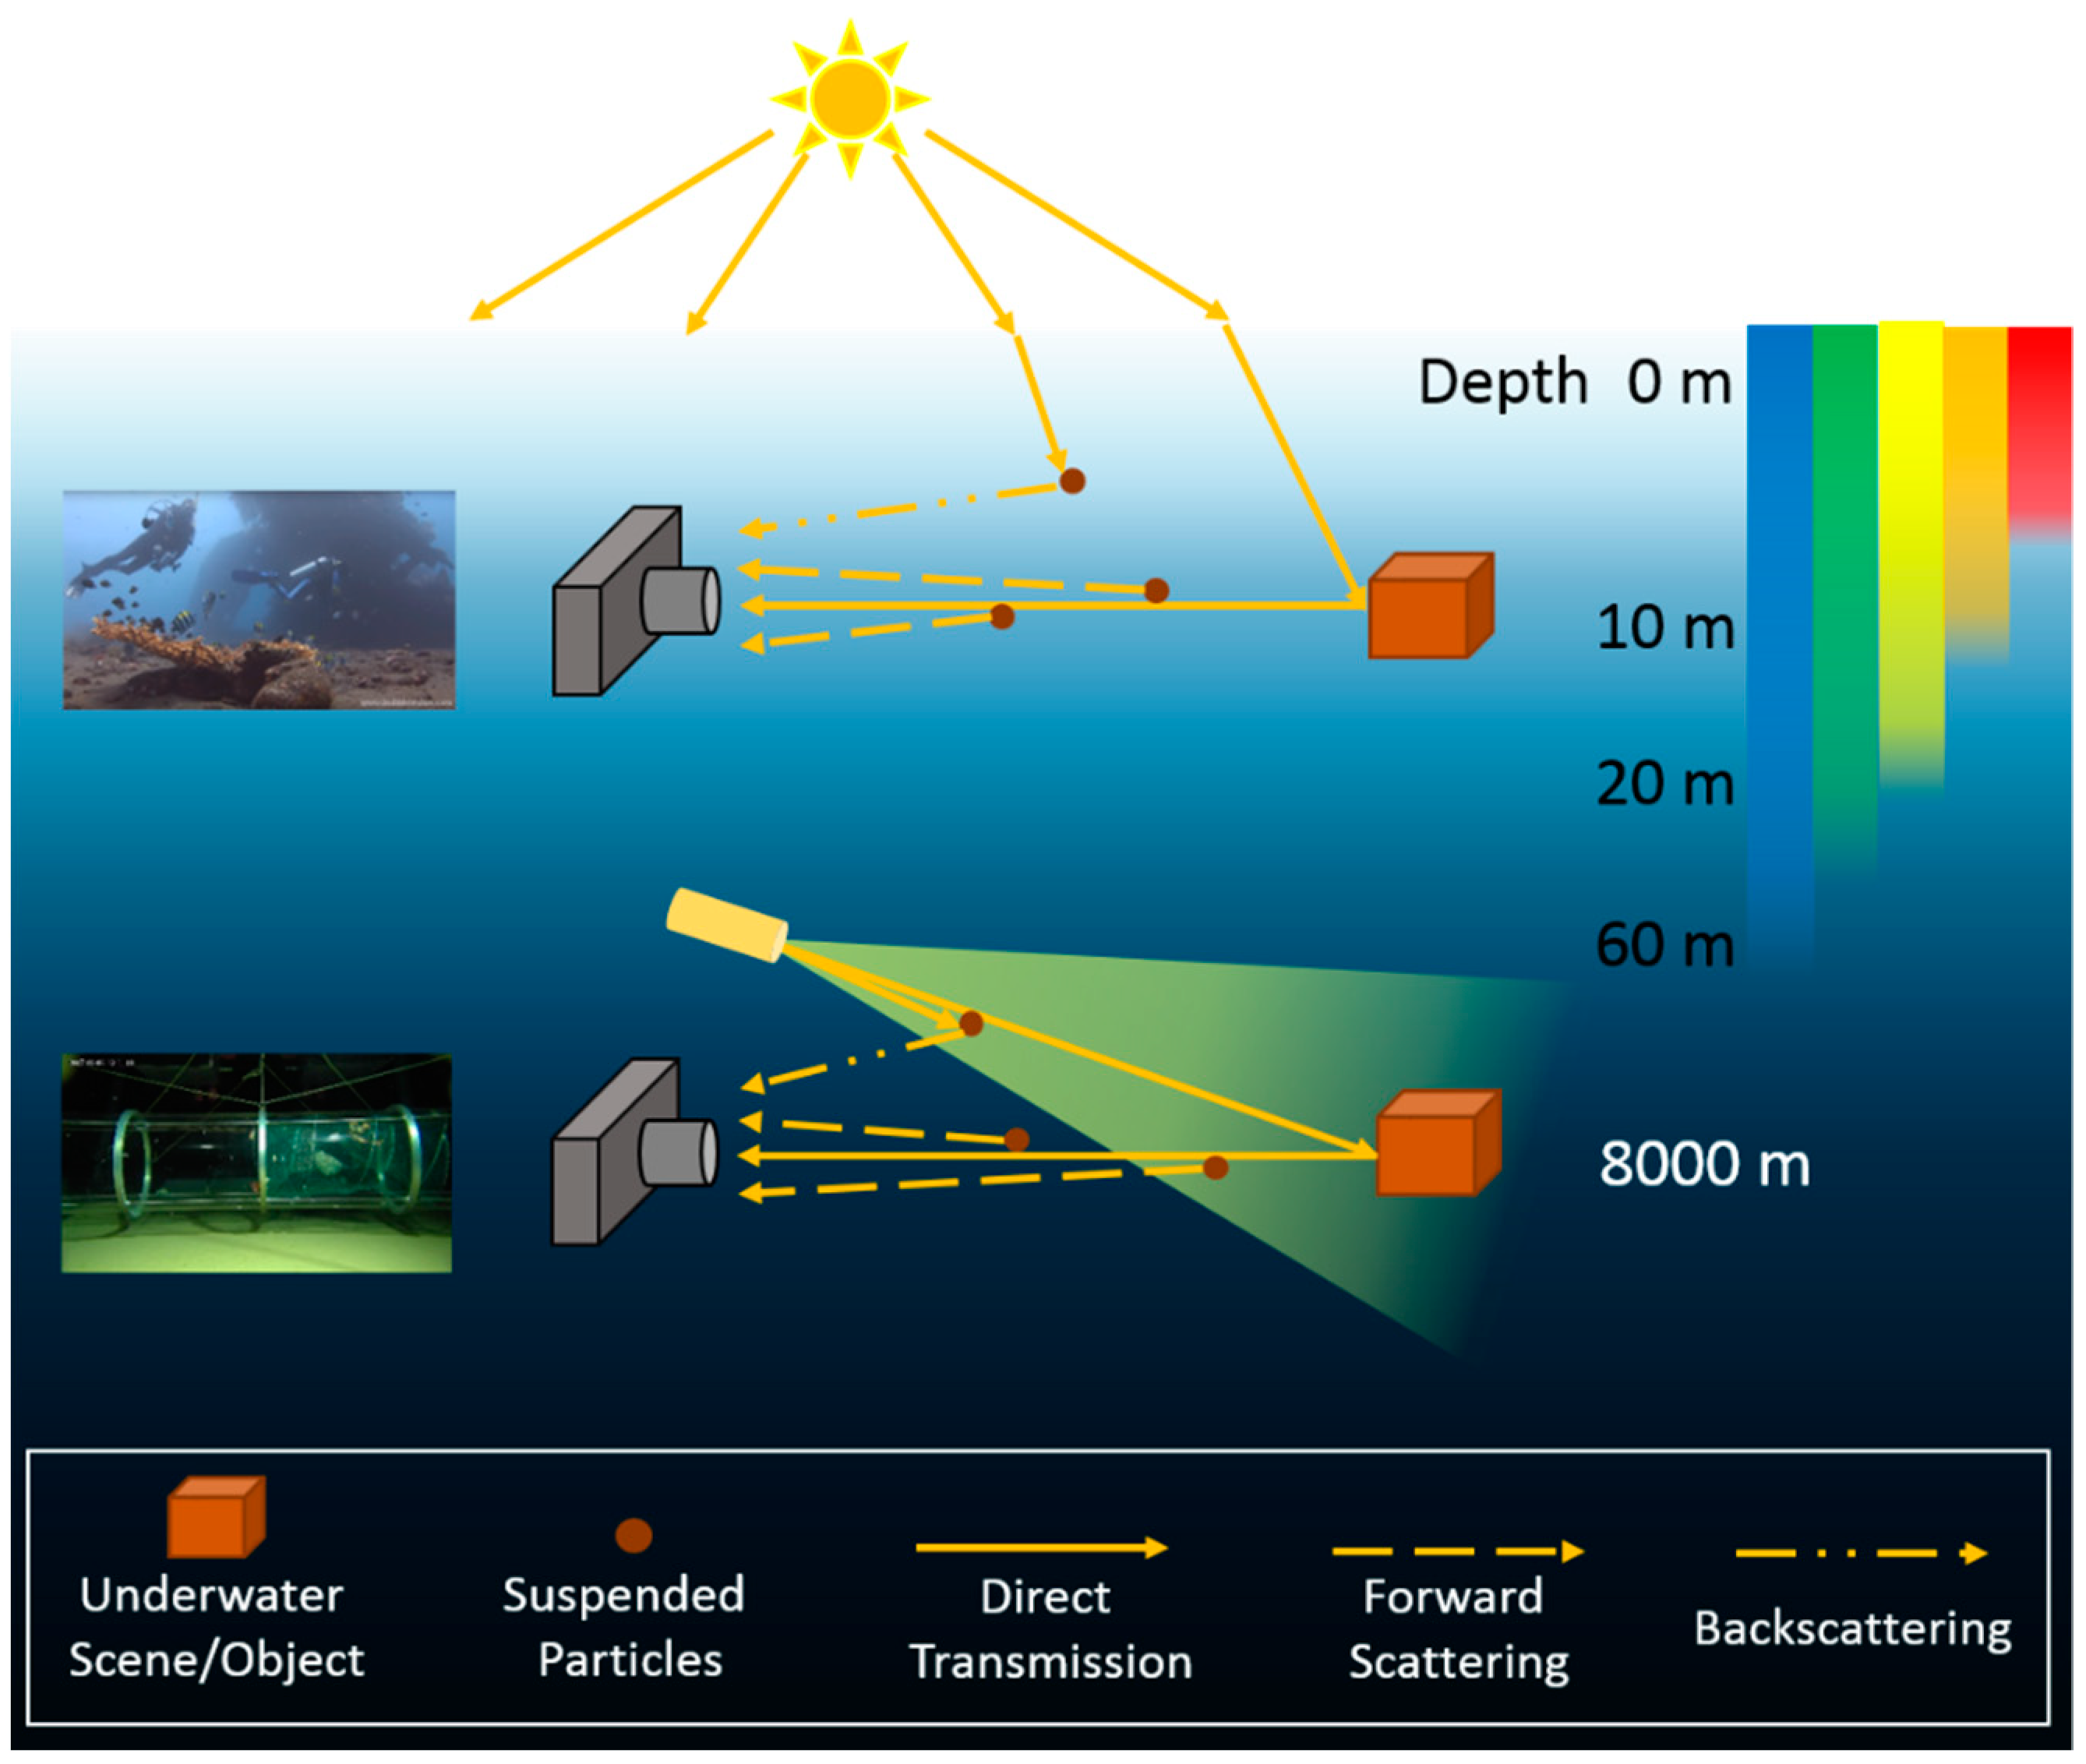 Depth 0 m
10 m
20 m
60 m
8000 m
Underwater
Scene/Object
Suspended
Particles
Direct
Transmission
Forward
Scattering
Backscattering